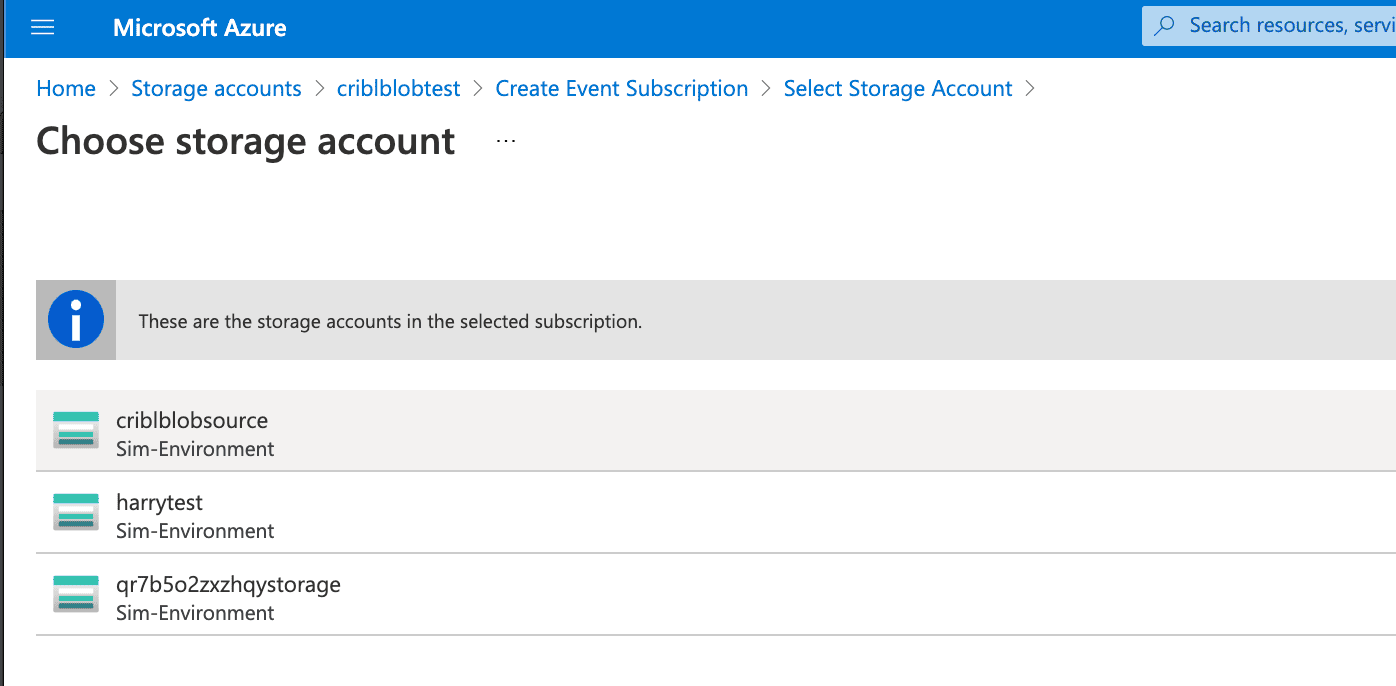 Microsoft Azure
Search resources, servi
Home > Storage accounts > criblblobtest > Create Event Subscription > Select Storage Account >
Choose storage account ...
These are the storage accounts in the selected subscription.
criblblobsource
Sim-Environment
harrytest
Sim-Environment
qr7b5o2zxzhqystorage
Sim-Environment